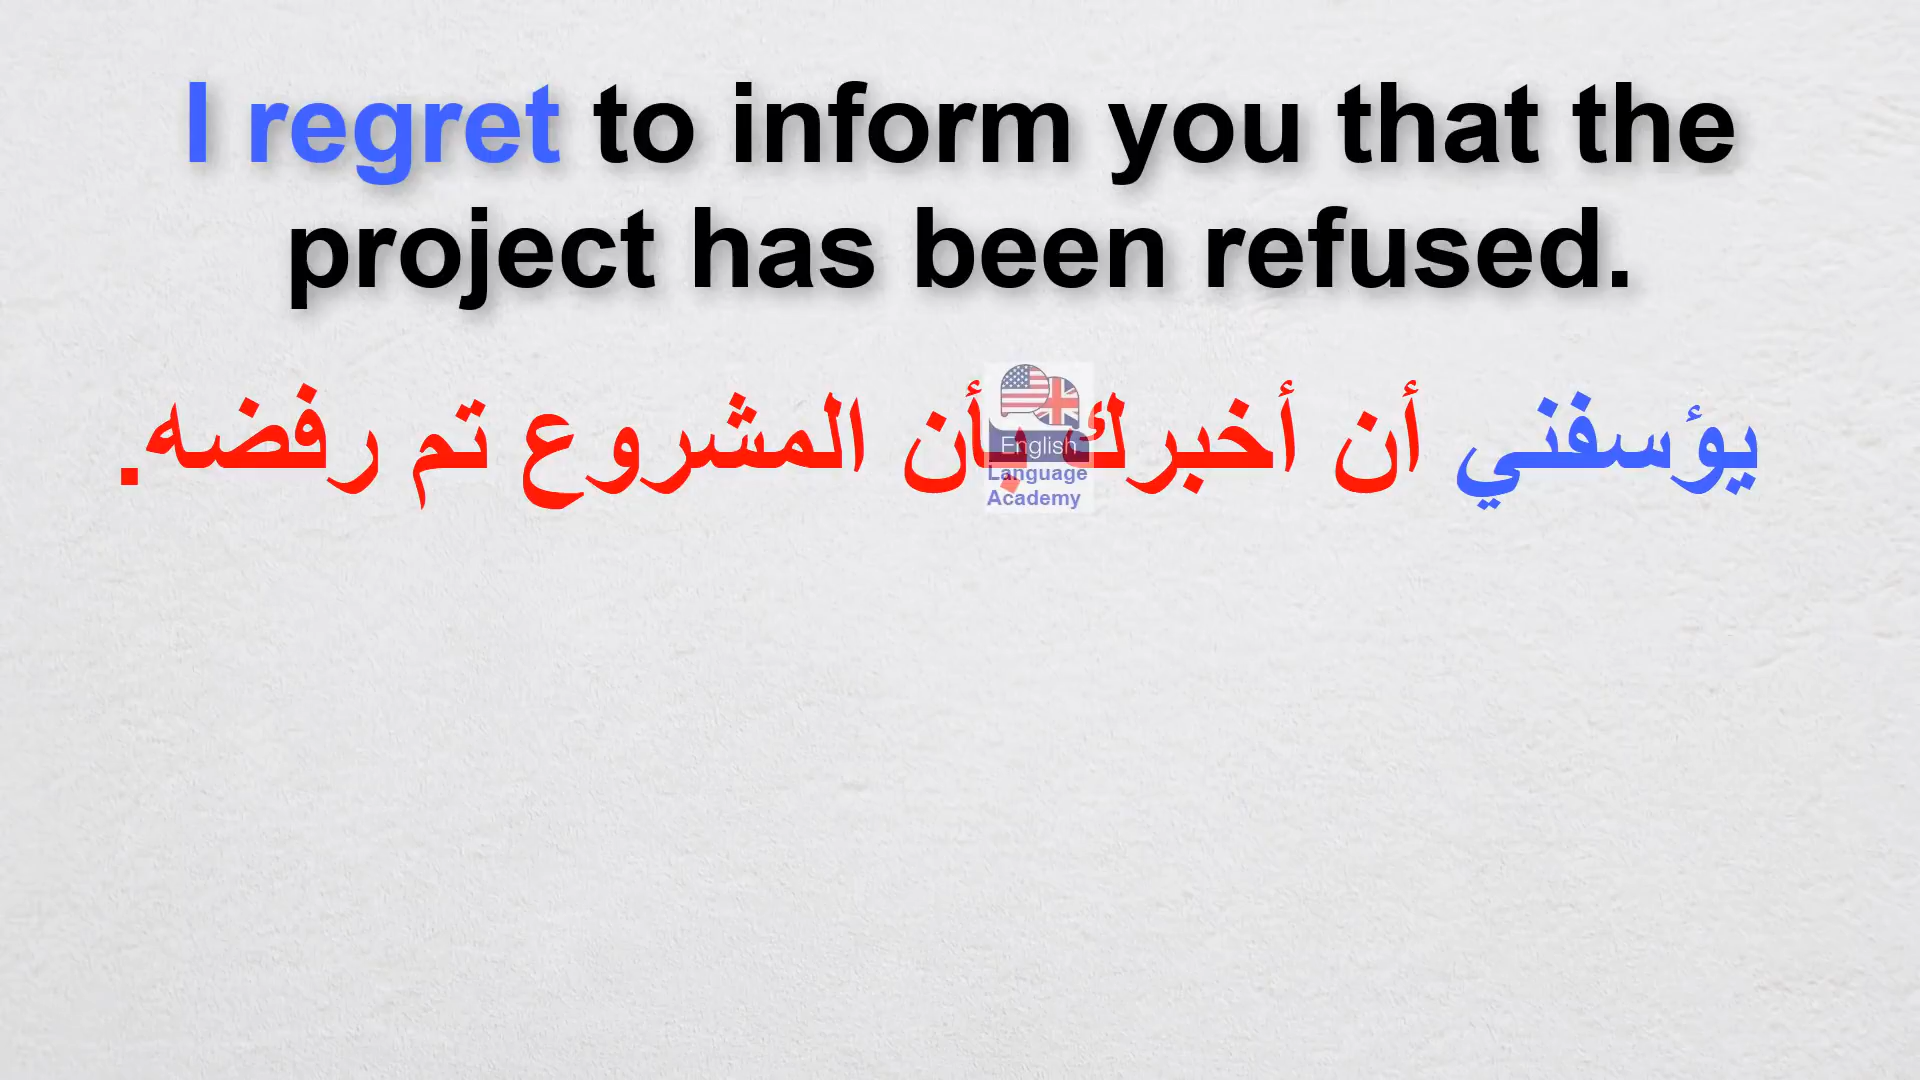 I regret to inform you that the
project has been refused.
يؤسفني أن أخبرك بأن المشروع تم رفضه.
English
Language
Academy